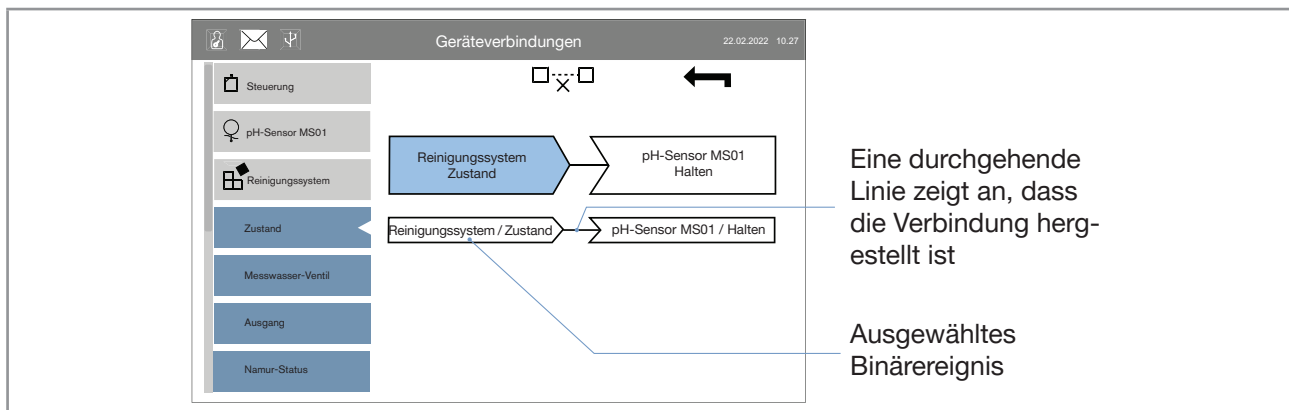 Geräteverbindungen
22.02.2022 10.27
Steuerung
pH-Sensor MS01
Reinigungssystem
Zustand
Messwasser-Ventil
Ausgang
Namur-Status
Reinigungssystem
Zustand
pH-Sensor MS01
Halten
Reinigungssystem / Zustand
pH-Sensor MS01 / Halten
Eine durchgehende
Linie zeigt an, dass
die Verbindung herg-
estellt ist
Ausgewähltes
Binärereignis